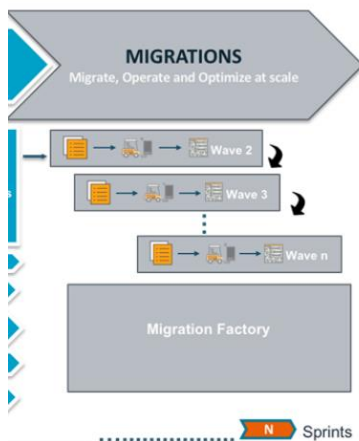 MIGRATIONS
Migrate, Operate and Optimize at scale
Wave 2
Wave 3
s
Wave n
Migration Factory
N
Sprints